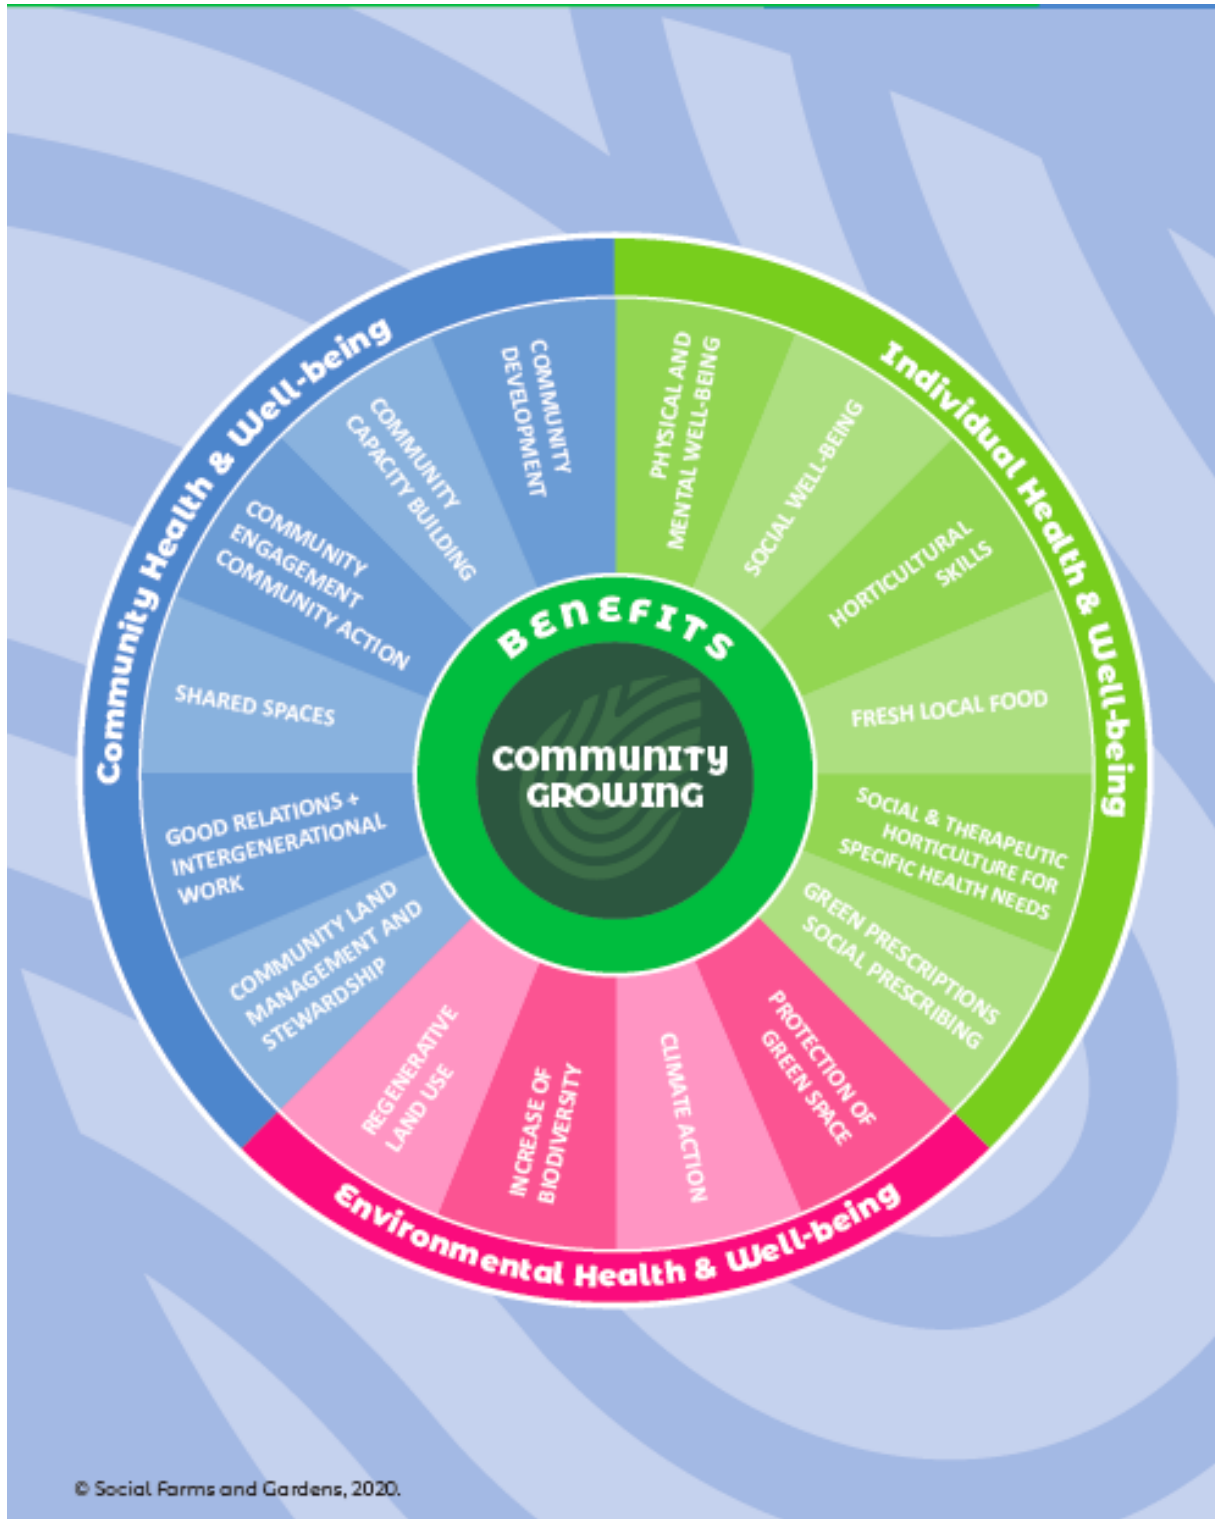 Community Health & Well-being
Individual Health & Well-being
Environmental Health & Well-being
BENEFITS
COMMUNITY
GROWING
PHYSICAL AND
MENTAL WELL-BEING
SOCIAL WELL-BEING
HORTICULTURAL
SKILLS
FRESH LOCAL FOOD
SOCIAL & THERAPEUTIC
HORTICULTURE FOR
SPECIFIC HEALTH NEEDS
GREEN PRESCRIPTIONS
SOCIAL PRESCRIBING
PROTECTION OF
GREEN SPACE
CLIMATE ACTION
INCREASE OF
BIODIVERSITY
REGENERATIVE
LAND USE
COMMUNITY LAND
MANAGEMENT AND
STEWARDSHIP
GOOD RELATIONS +
INTERGENERATIONAL
WORK
SHARED SPACES
COMMUNITY
ENGAGEMENT
COMMUNITY ACTION
COMMUNITY
CAPACITY BUILDING
COMMUNITY
DEVELOPMENT
© Social Farms and Gardens, 2020.